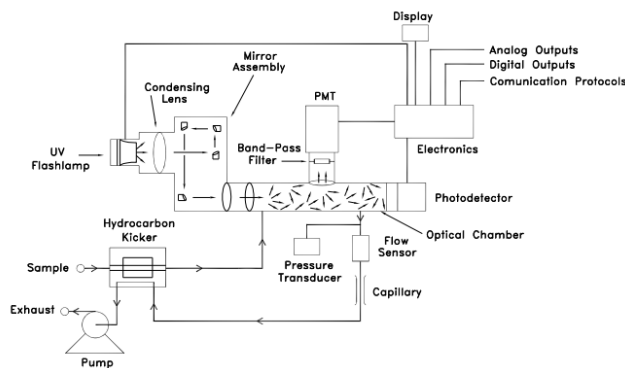 Display
Mirror
Assembly
Analog Outputs
Digital Outputs
Comunication Protocols
Condensing
Lens
PMT
UV
Flashlamp
Band-Pass
Filter
Electronics
Photodetector
Hydrocarbon
Kicker
Optical Chamber
Flow
Sensor
Pressure
Transducer
Sample
Capillary
Exhaust
Pump